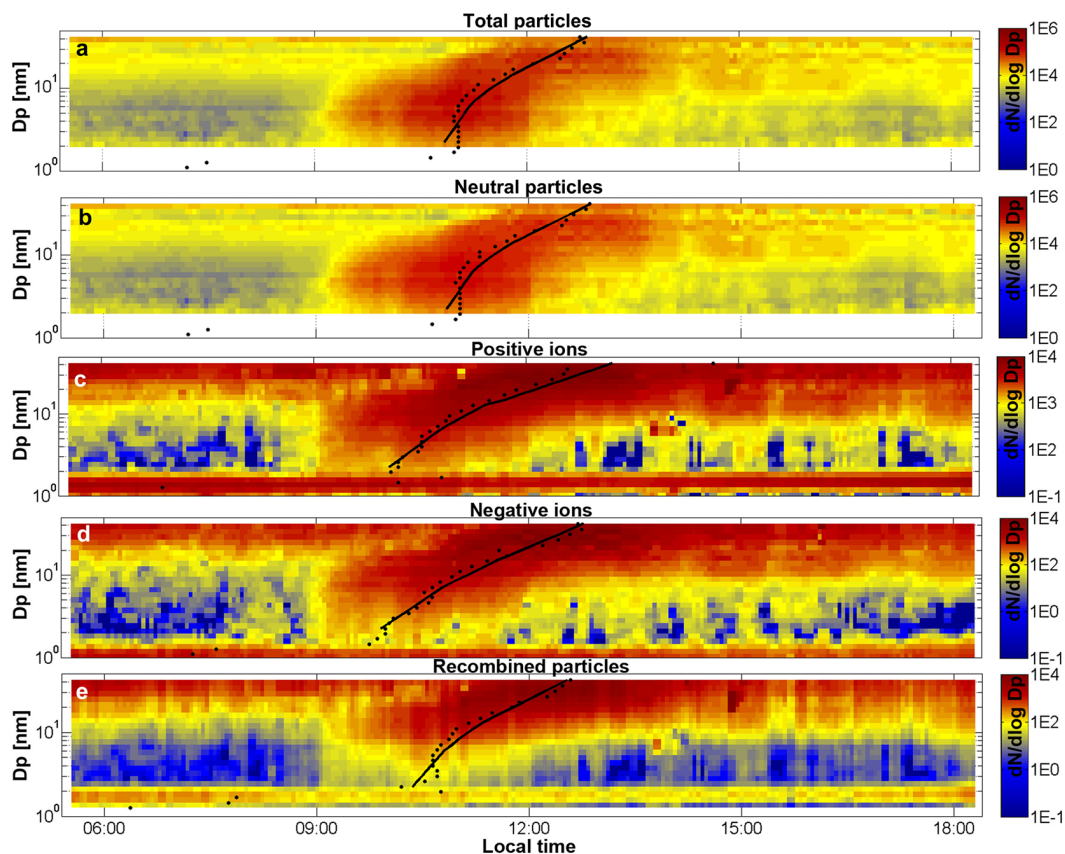 Total particles
a
Dp [nm]
10¹
10⁰
1E6
1E4
1E2
1E0
dN/dlog Dp
Neutral particles
b
Dp [nm]
10¹
10⁰
1E6
1E4
1E2
1E0
dN/dlog Dp
Positive ions
c
Dp [nm]
10¹
10⁰
1E4
1E3
1E2
1E-1
dN/dlog Dp
Negative ions
d
Dp [nm]
10¹
10⁰
1E4
1E2
1E0
1E-1
dN/dlog Dp
Recombined particles
e
Dp [nm]
10¹
10⁰
1E4
1E2
1E0
1E-1
dN/dlog Dp
06:00 09:00 12:00 15:00 18:00
Local time